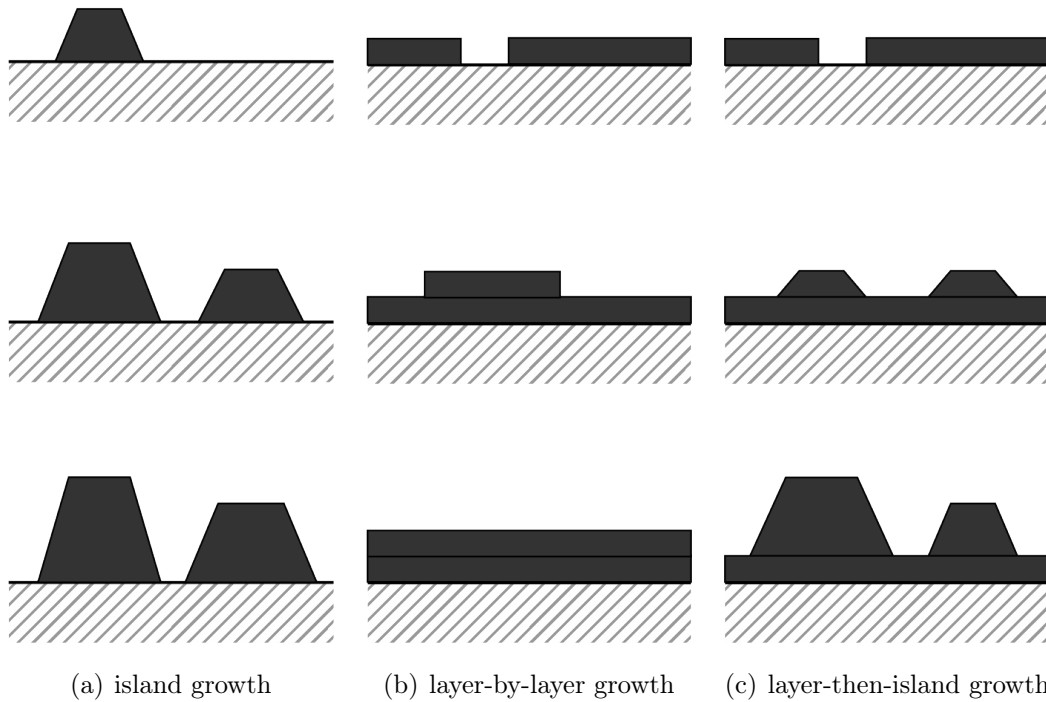 (a) island growth
(b) layer-by-layer growth
(c) layer-then-island growth